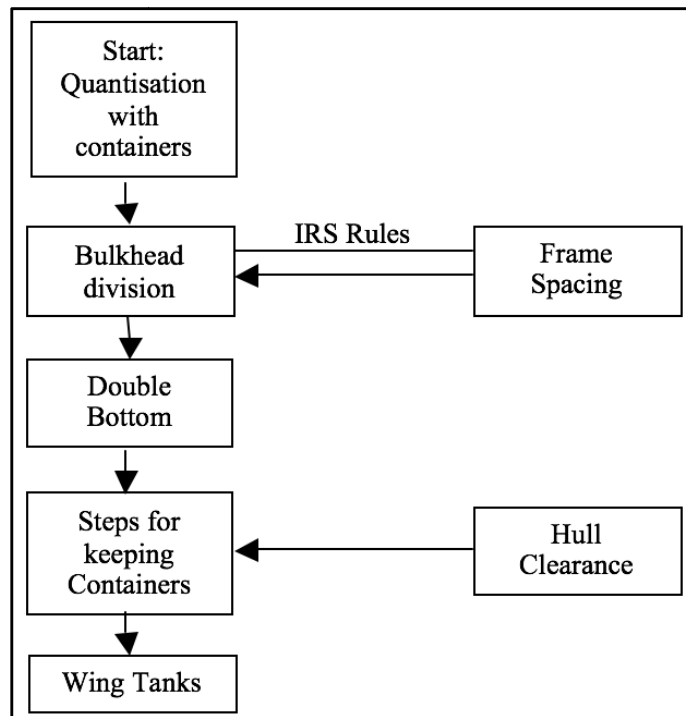 Start:
Quantisation
with
containers
IRS Rules
Bulkhead
division
Frame
Spacing
Double
Bottom
Steps for
keeping
Containers
Hull
Clearance
Wing Tanks